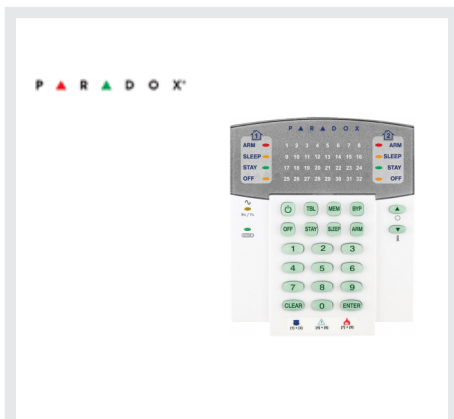 PARADOX
PARADOX
1 2
ARM 1 2 3 4 5 6 7 8 ARM
SLEEP 9 10 11 12 13 14 15 16 SLEEP
STAY 17 18 19 20 21 22 23 24 STAY
OFF 25 26 27 28 29 30 31 32 OFF
TBL MEM BYP
OFF STAY SLEEP ARM
1 2 3
4 5 6
7 8 9
CLEAR 0 ENTER